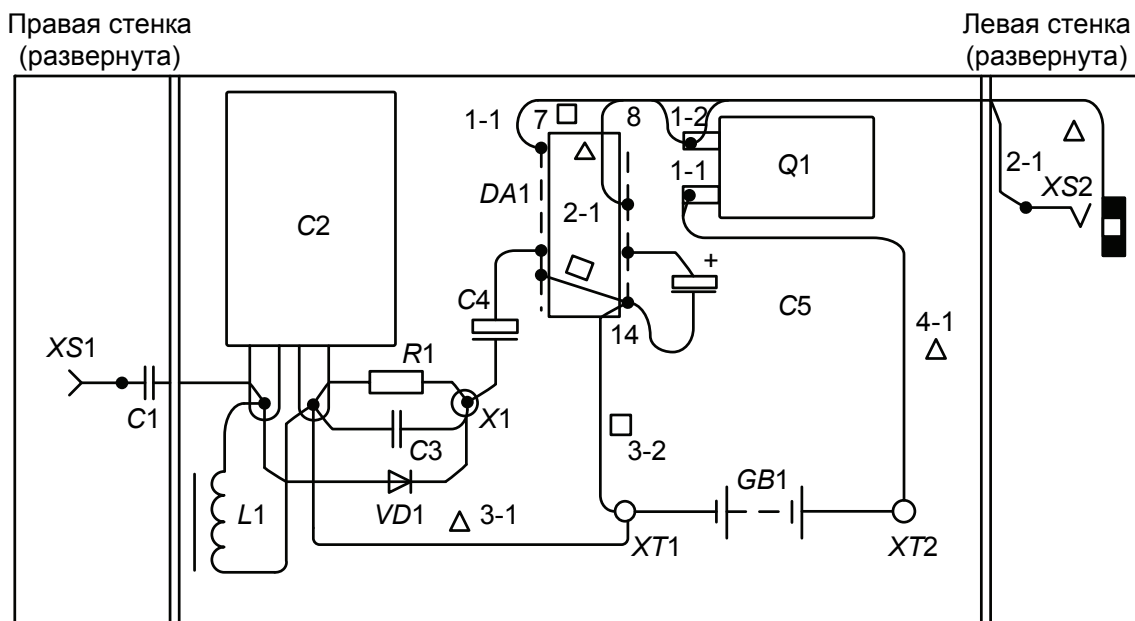 Правая стенка
(развернута)
Левая стенка
(развернута)
1-1
7
8
1-2
Q1
1-1
2-1
XS2
DA1
2-1
C2
+
C4
C5
14
4-1
XS1
C1
R1
X1
C3
3-2
GB1
L1
VD1
3-1
XT1
XT2